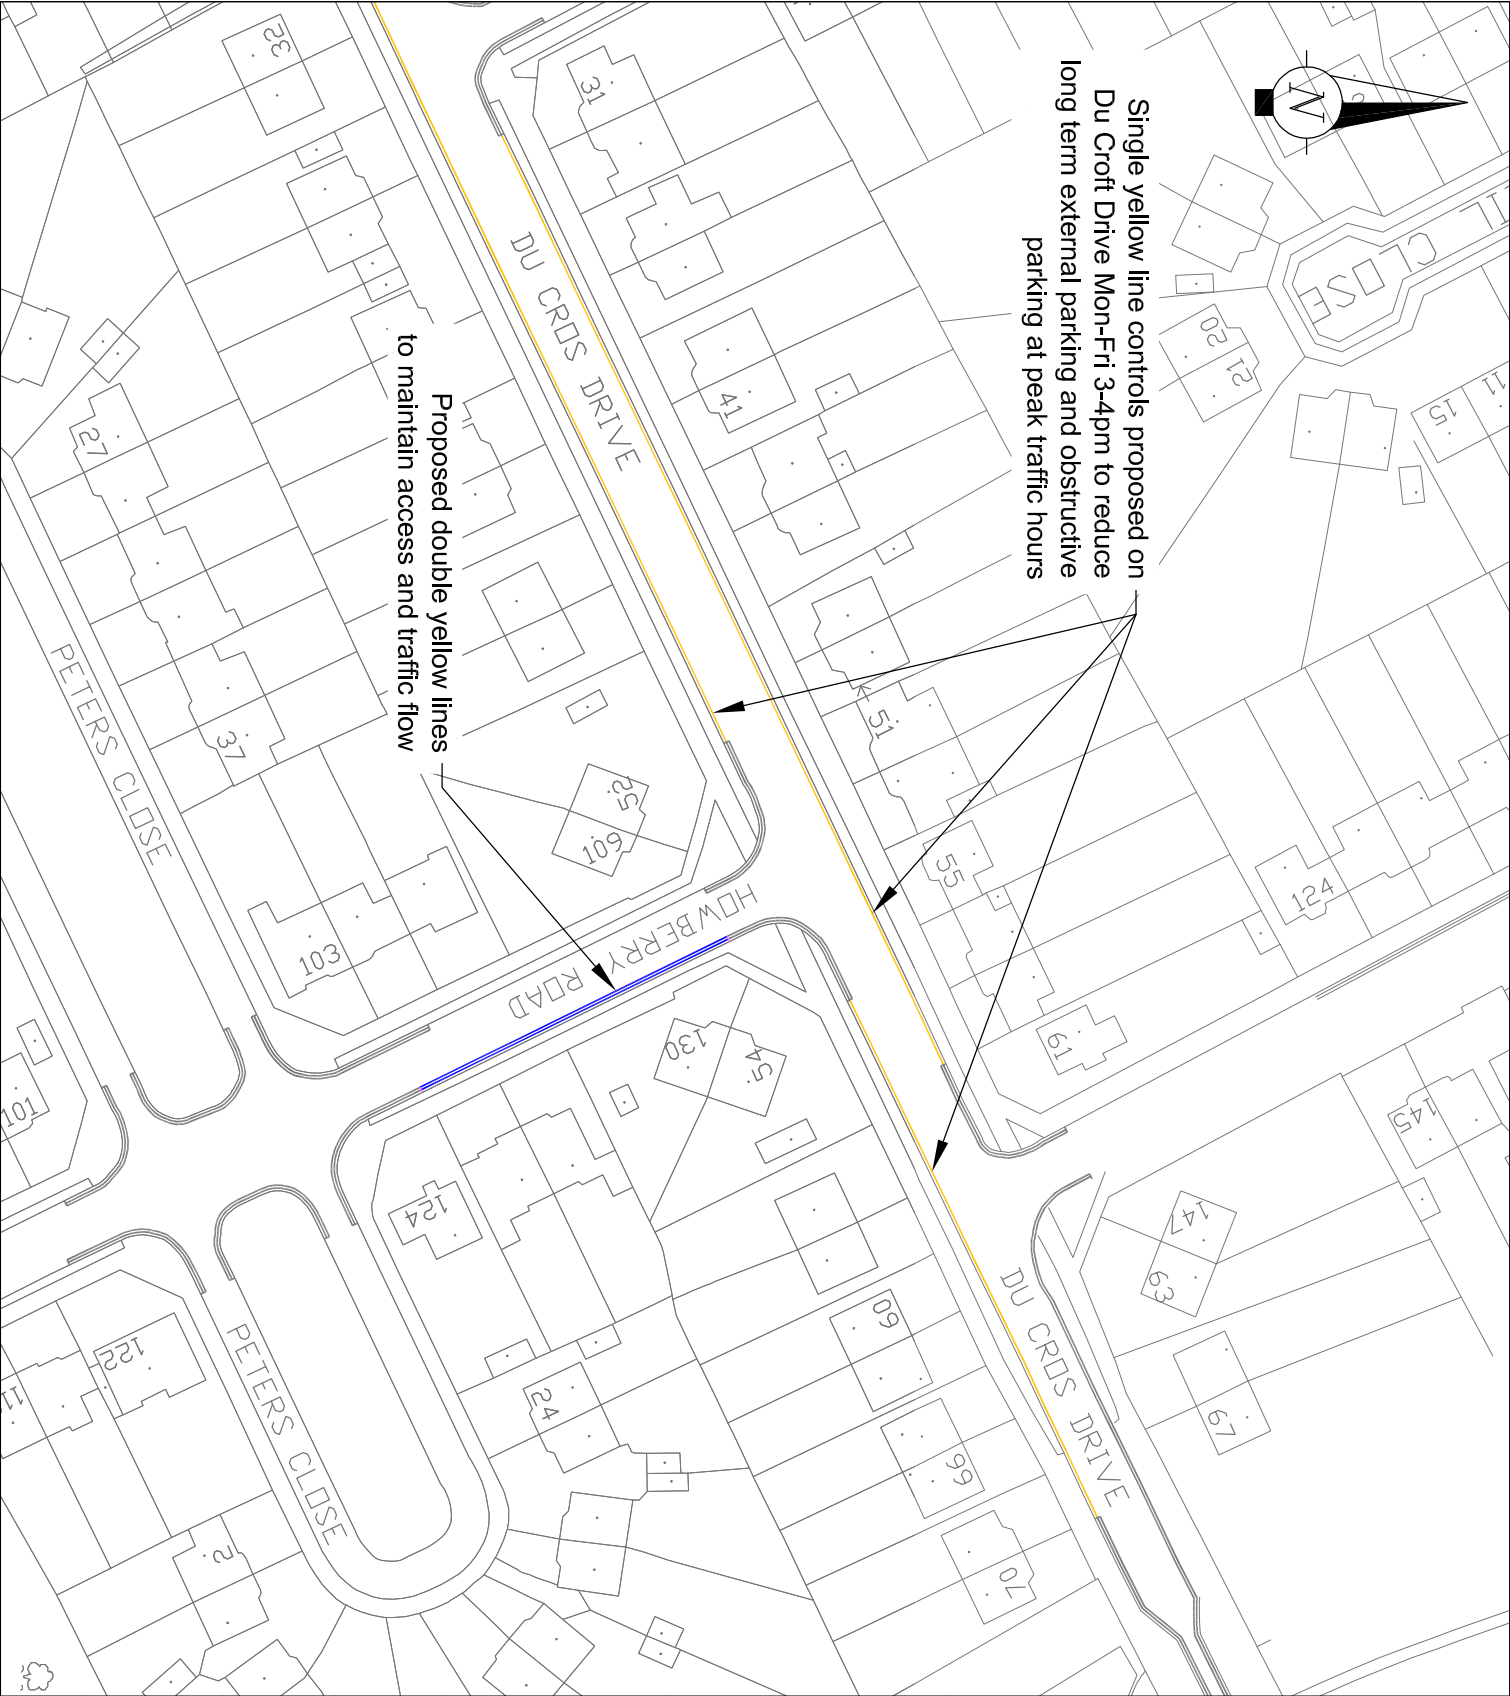 Single yellow line controls proposed on
Du Croft Drive Mon-Fri 3-4pm to reduce
long term external parking and obstructive
parking at peak traffic hours
Proposed double yellow lines
to maintain access and traffic flow
N
CLOSE
20
21
15
11
32
31
DU CROS DRIVE
41
51
55
61
124
145
147
63
67
27
37
PETERS CLOSE
52
109
103
HOWBERRY ROAD
130
54
124
60
66
70
DU CROS DRIVE
101
122
24
2
PETERS CLOSE